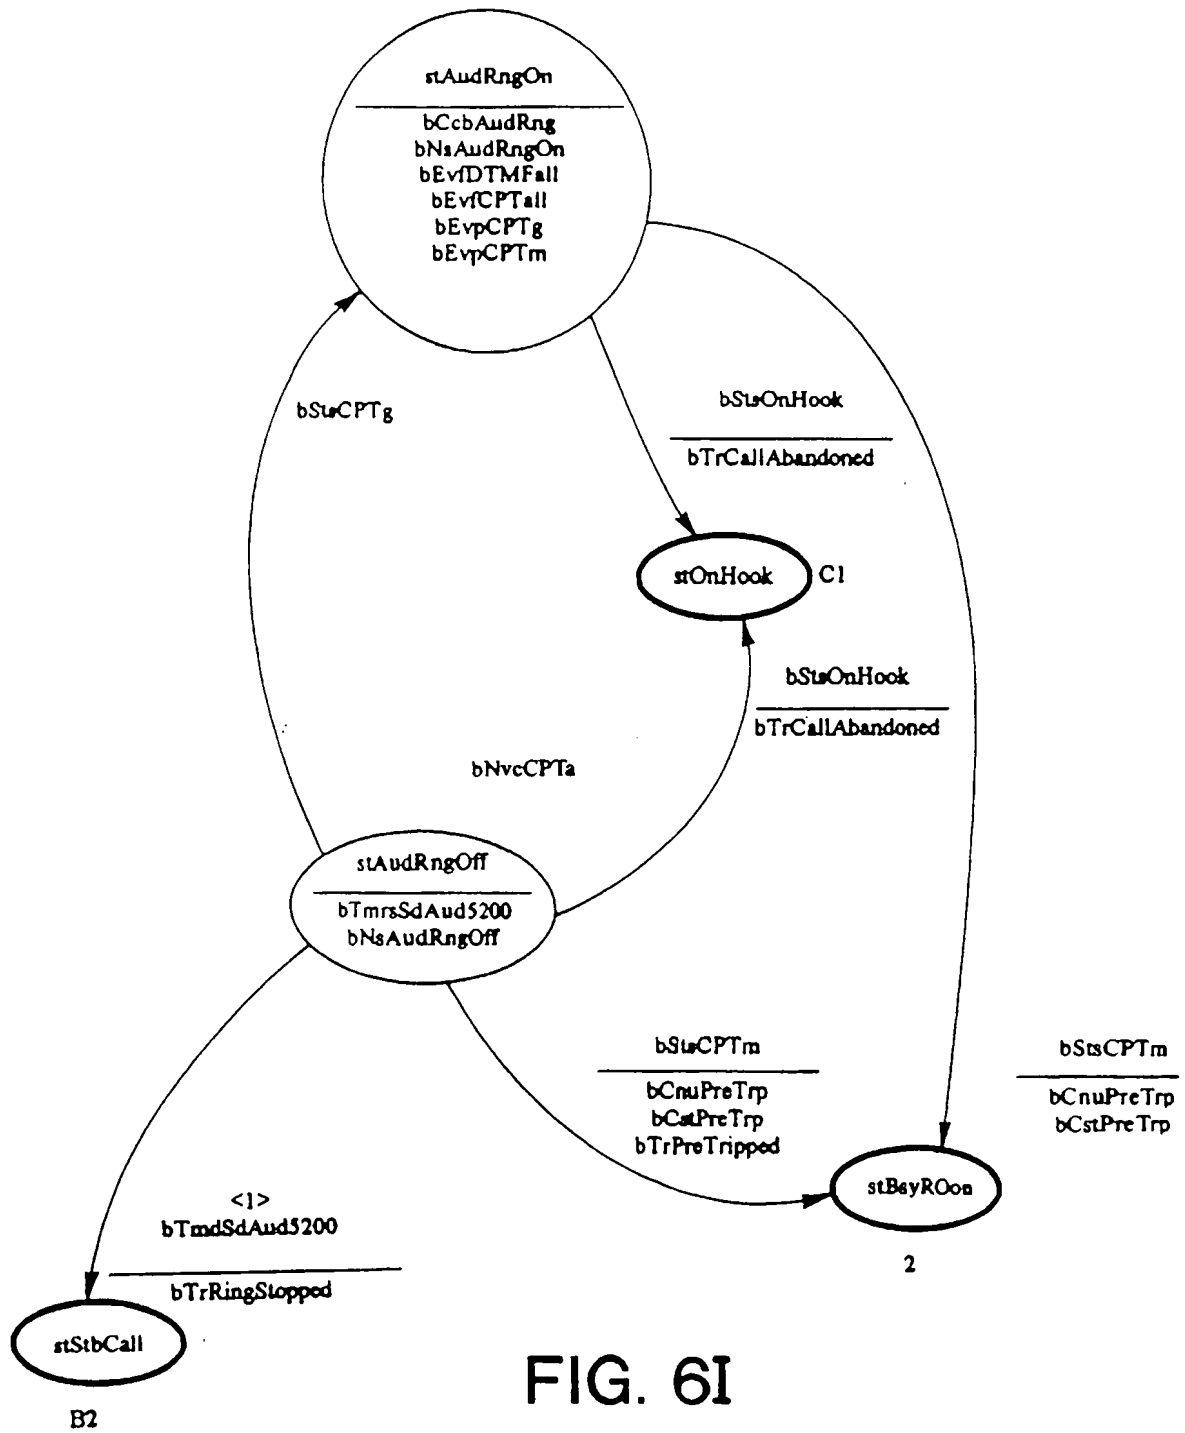 stAudRngOn
bCcbAudRng
bNsAudRngOn
bEvfDTMFall
bEvfCPTall
bEvpCPTg
bEvpCPTm
bStsCPTg
bStsOnHook
bTrCallAbandoned
stOnHook C1
bStsOnHook
bTrCallAbandoned
bNvcCPTa
stAudRngOff
bTmrsSdAud5200
bNsAudRngOff
bStsCPTm
bCnuPreTrp
bCstPreTrp
bTrPreTripped
bStsCPTm
bCnuPreTrp
bCstPreTrp
stBsyROon
2
<1>
bTmdSdAud5200
bTrRingStopped
stStbCall
B2
FIG. 6I